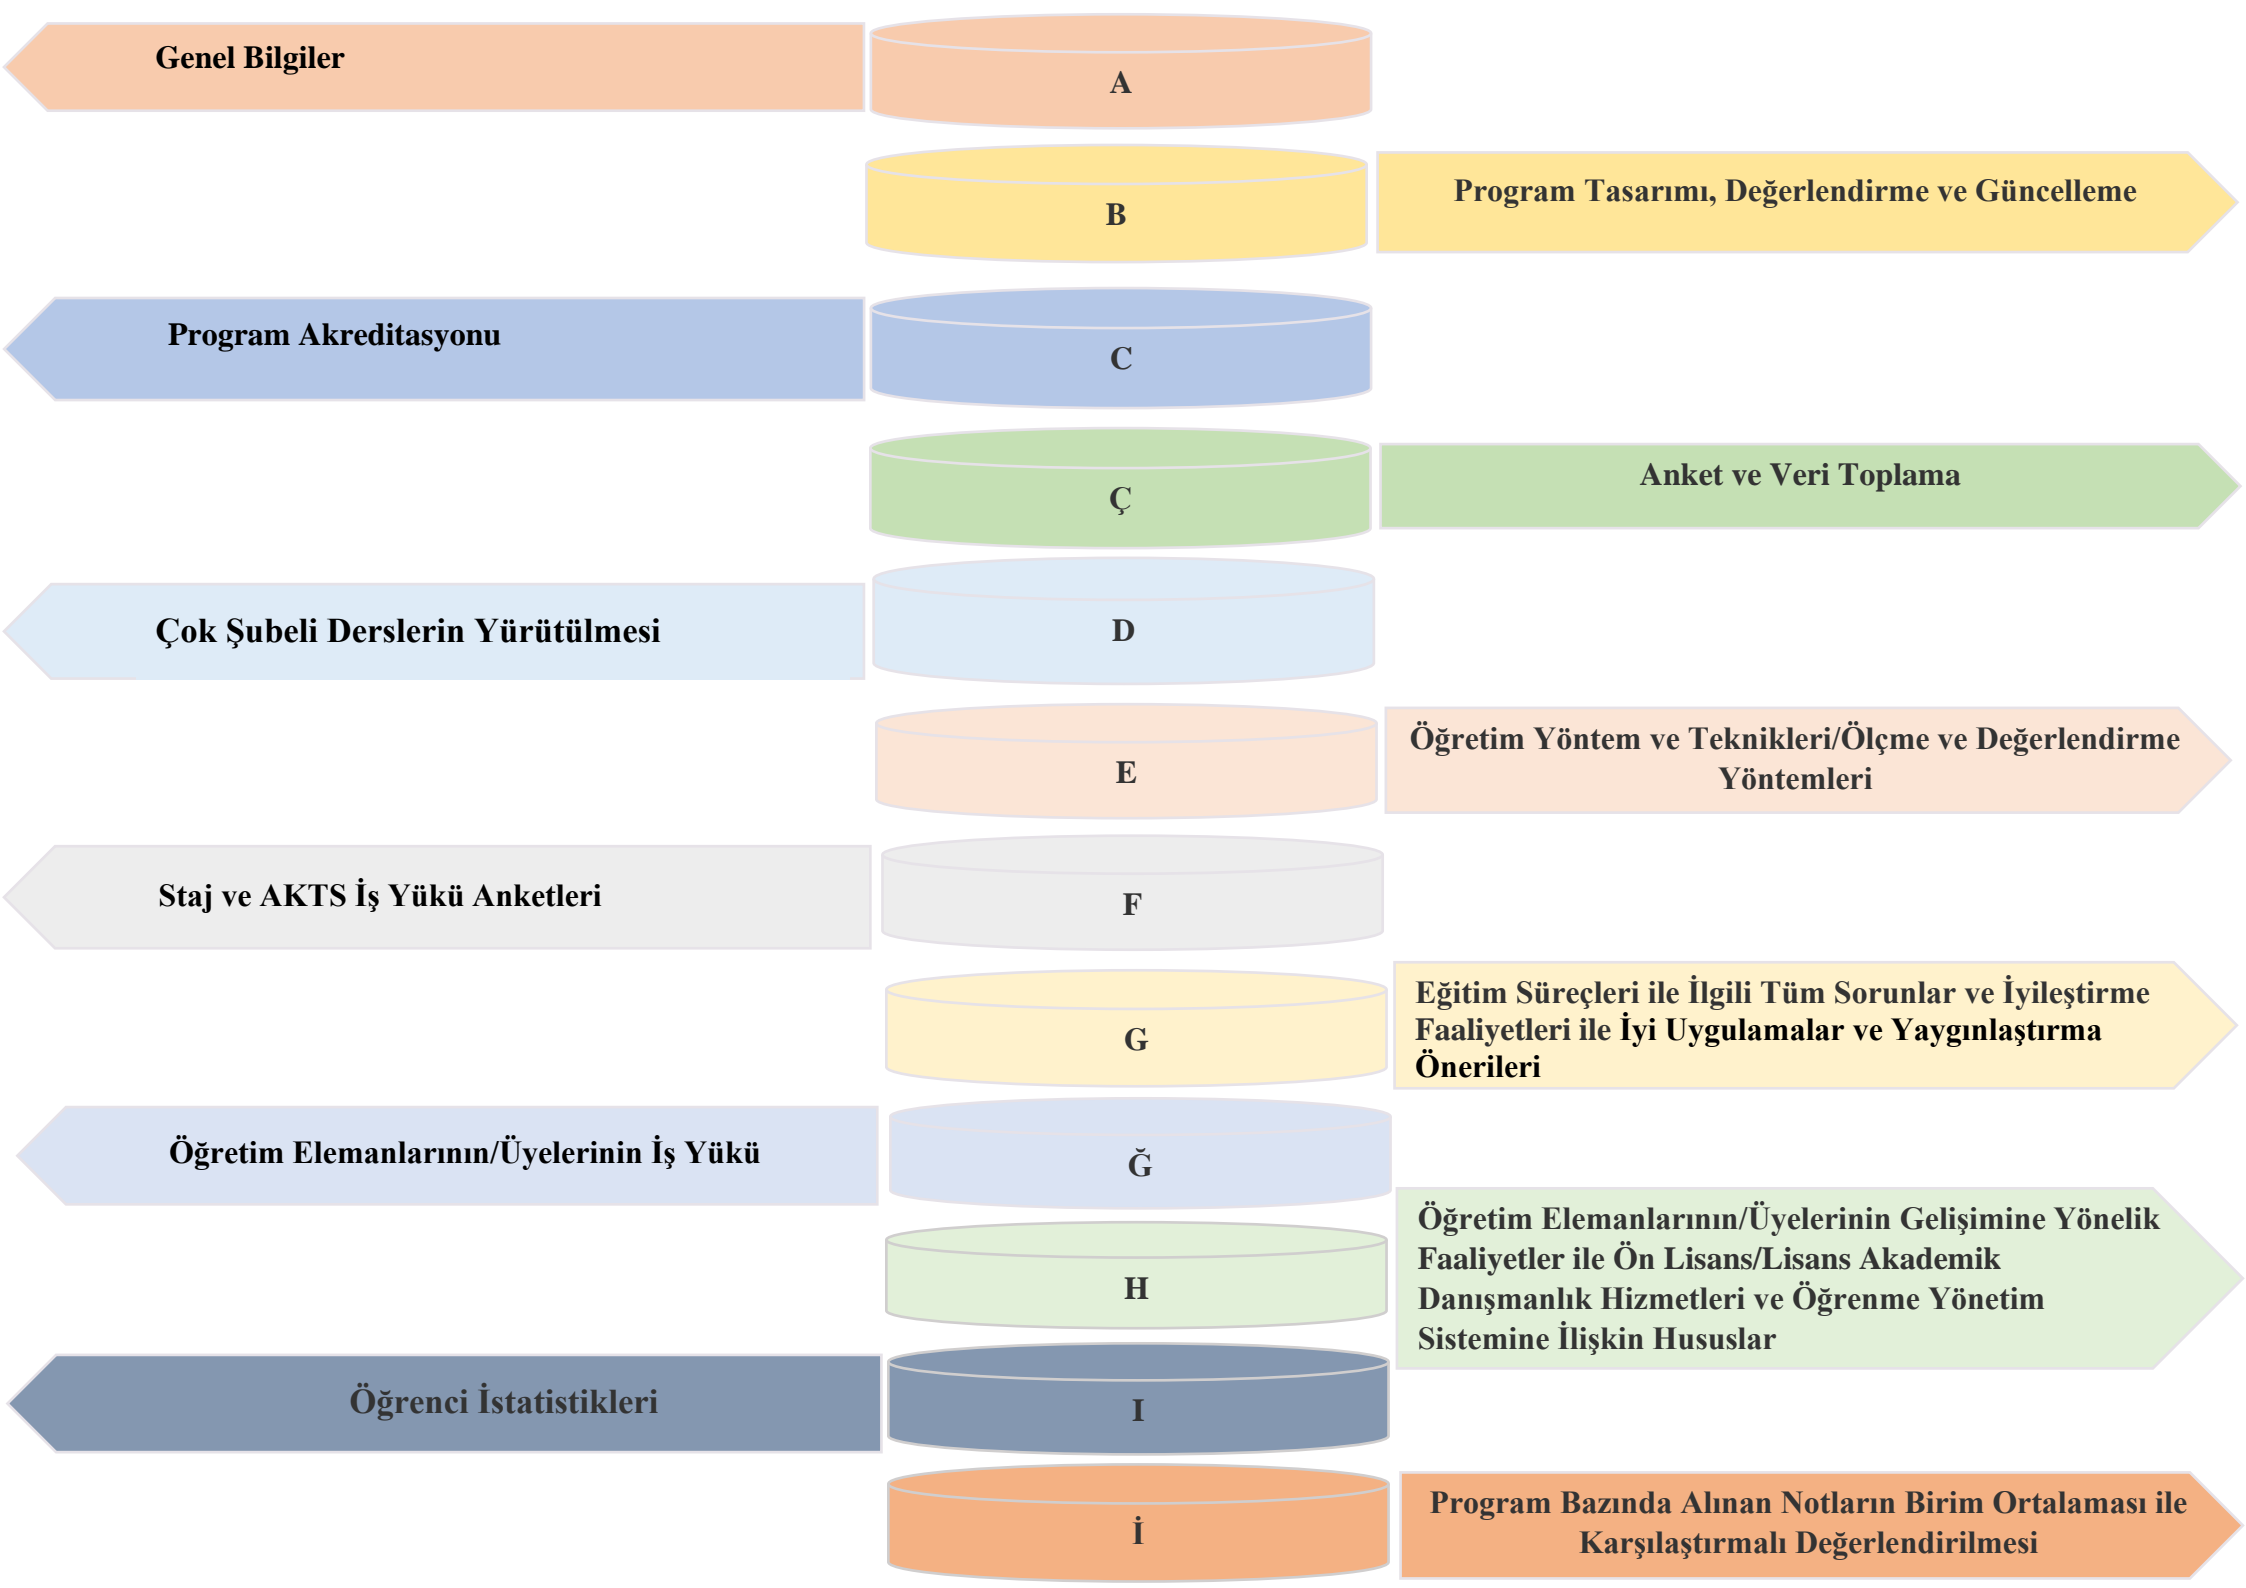 Genel Bilgiler
A
B
Program Tasarımı, Değerlendirme ve Güncelleme
Program Akreditasyonu
C
Ç
Anket ve Veri Toplama
Çok Şubeli Derslerin Yürütülmesi
D
E
Öğretim Yöntem ve Teknikleri/Ölçme ve Değerlendirme
Yöntemleri
Staj ve AKTS İş Yükü Anketleri
F
G
Eğitim Süreçleri ile İlgili Tüm Sorunlar ve İyileştirme
Faaliyetleri ile İyi Uygulamalar ve Yaygınlaştırma
Önerileri
Öğretim Elemanlarının/Üyelerinin İş Yükü
Ğ
H
Öğretim Elemanlarının/Üyelerinin Gelişimine Yönelik
Faaliyetler ile Ön Lisans/Lisans Akademik
Danışmanlık Hizmetleri ve Öğrenme Yönetim
Sistemine İlişkin Hususlar
Öğrenci İstatistikleri
I
İ
Program Bazında Alınan Notların Birim Ortalaması ile
Karşılaştırmalı Değerlendirilmesi